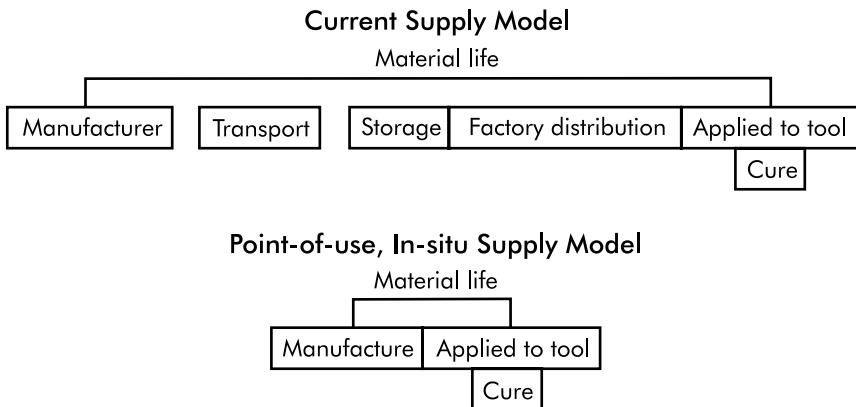 Current Supply Model
Material life
Manufacturer Transport Storage Factory distribution Applied to tool
Cure
Point-of-use, In-situ Supply Model
Material life
Manufacture Applied to tool
Cure